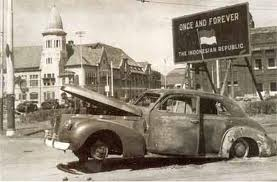 ONCE AND FOREVER
THE INDONESIAN REPUBLIC